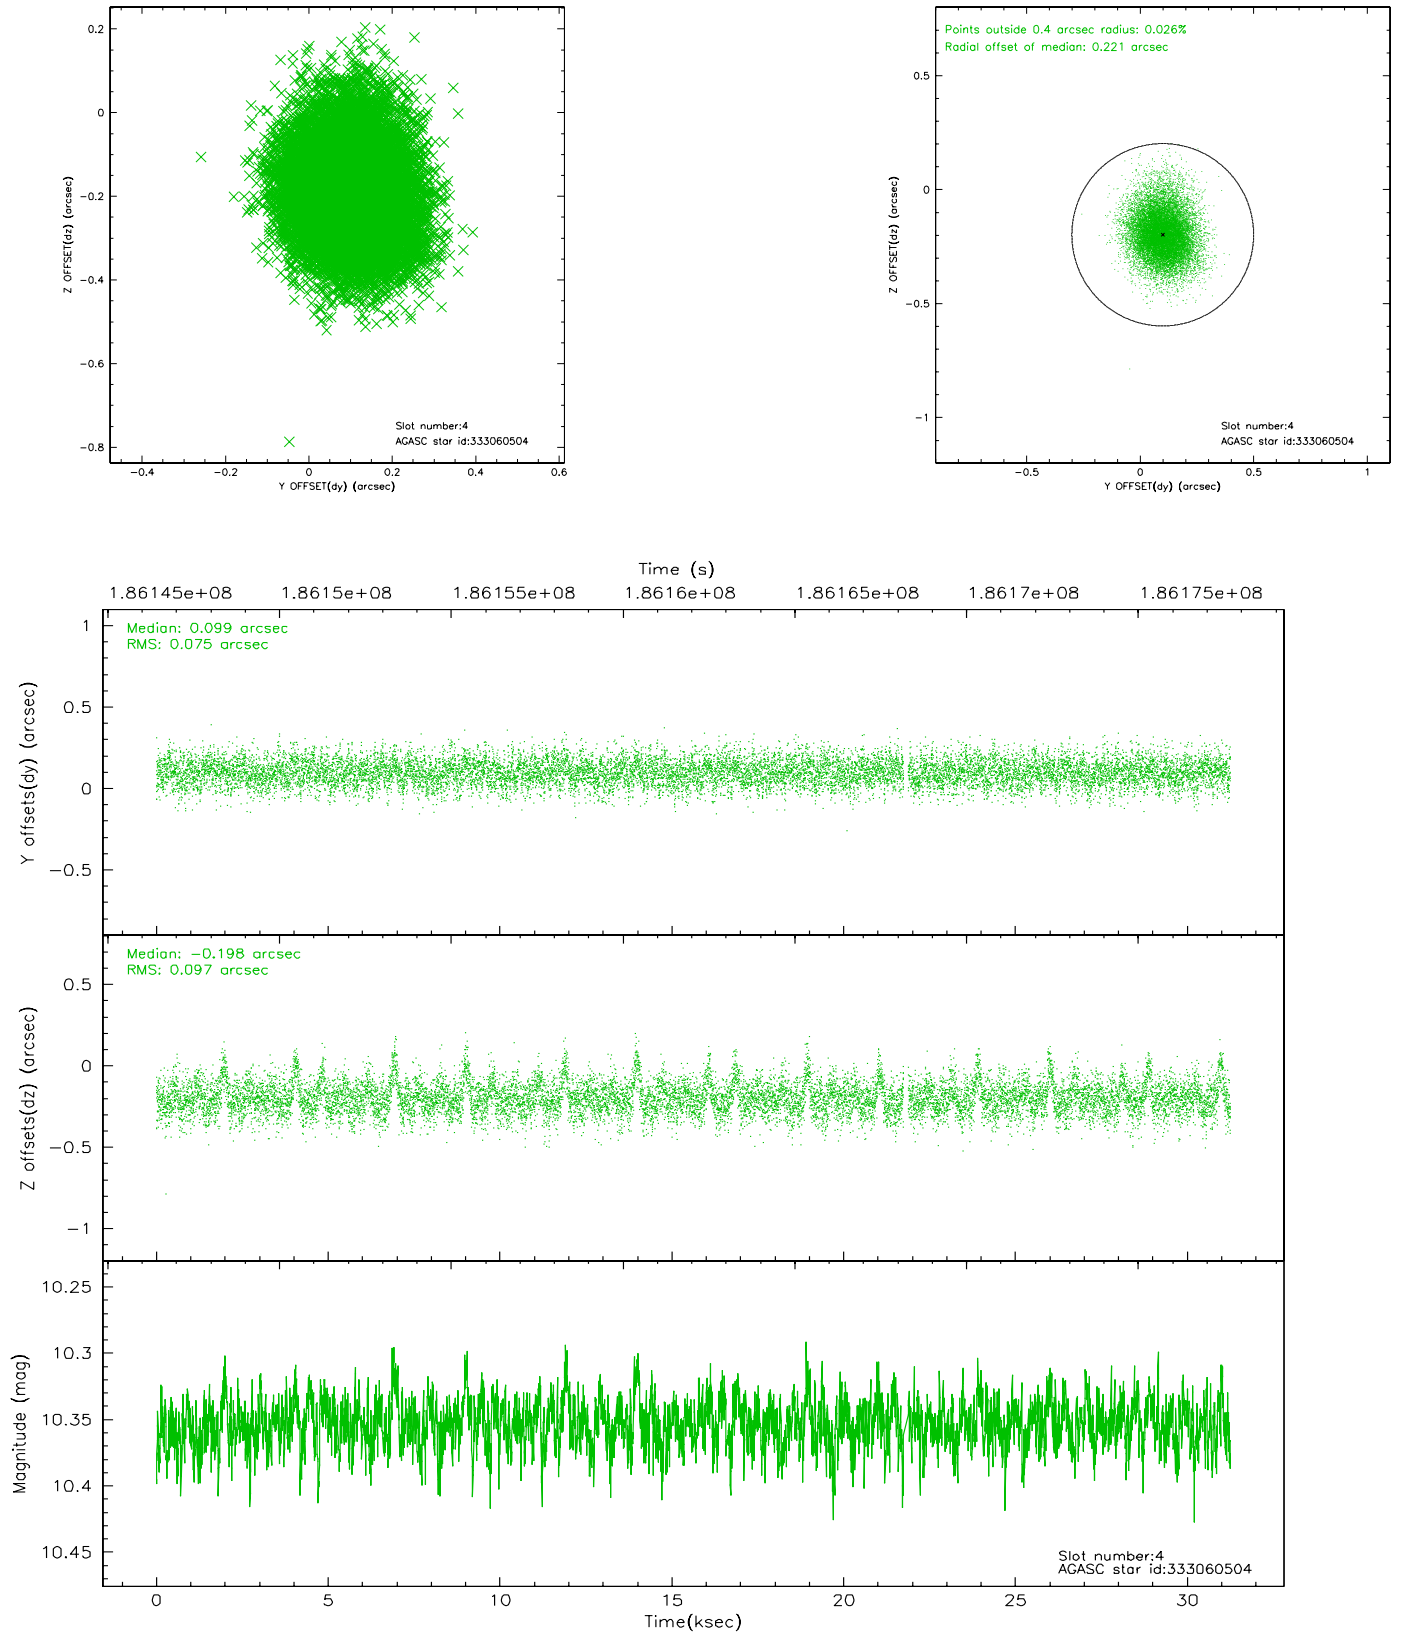 0.2
0
−0.2
−0.4
−0.6
−0.8
Z OFFSET(dz) (arcsec)
Slot number:4
AGASC star id:333060504
−0.4 −0.2 0 0.2 0.4 0.6
Y OFFSET(dy) (arcsec)
Points outside 0.4 arcsec radius: 0.026%
Radial offset of median: 0.221 arcsec
0.5
0
−0.5
−1
Z OFFSET(dz) (arcsec)
Slot number:4
AGASC star id:333060504
−0.5 0 0.5 1
Y OFFSET(dy) (arcsec)
Time (s)
1.86145e+08 1.8615e+08 1.86155e+08 1.8616e+08 1.86165e+08 1.8617e+08 1.86175e+08
Median: 0.099 arcsec
RMS: 0.075 arcsec
1
0.5
0
−0.5
Y offsets(dy) (arcsec)
Median: −0.198 arcsec
RMS: 0.097 arcsec
0.5
0
−0.5
−1
Z offsets(dz) (arcsec)
10.25
10.3
10.35
10.4
10.45
Magnitude (mag)
Slot number:4
AGASC star id:333060504
0 5 10 15 20 25 30
Time(ksec)